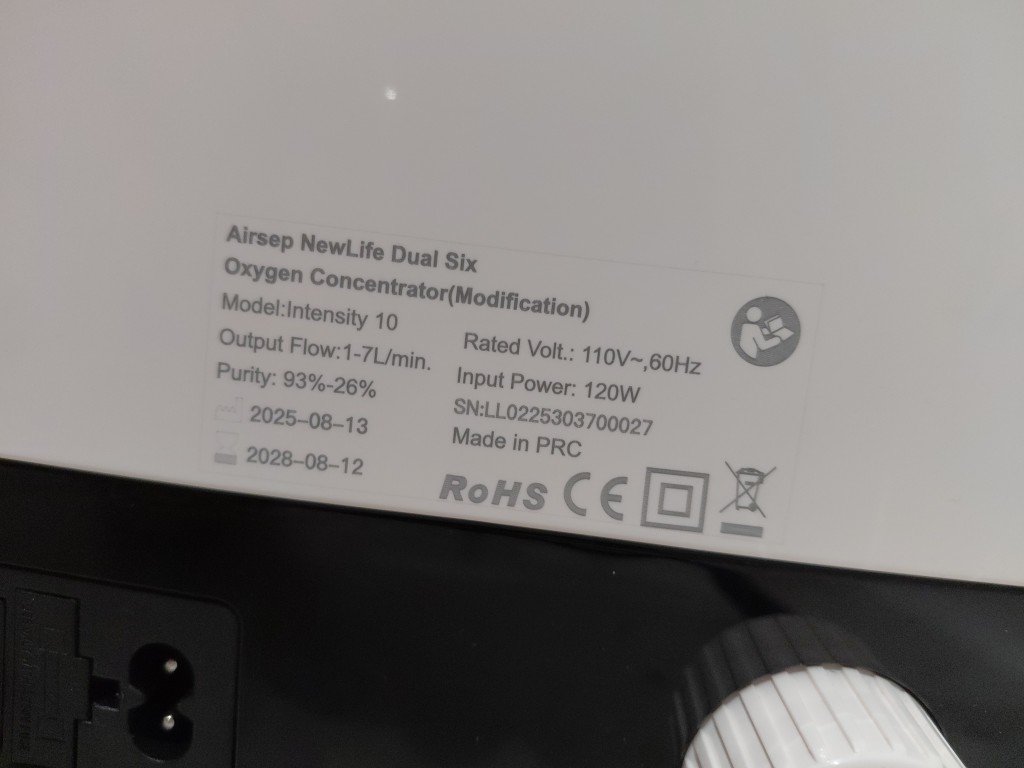 Airsep NewLife Dual Six
Oxygen Concentrator(Modification)
Model:Intensity 10
Output Flow:1-7L/min.
Purity: 93%-26%
2025–08–13
2028–08–12
Rated Volt.: 110V~,60Hz
Input Power: 120W
SN:LL0225303700027
Made in PRC
RoHS CE